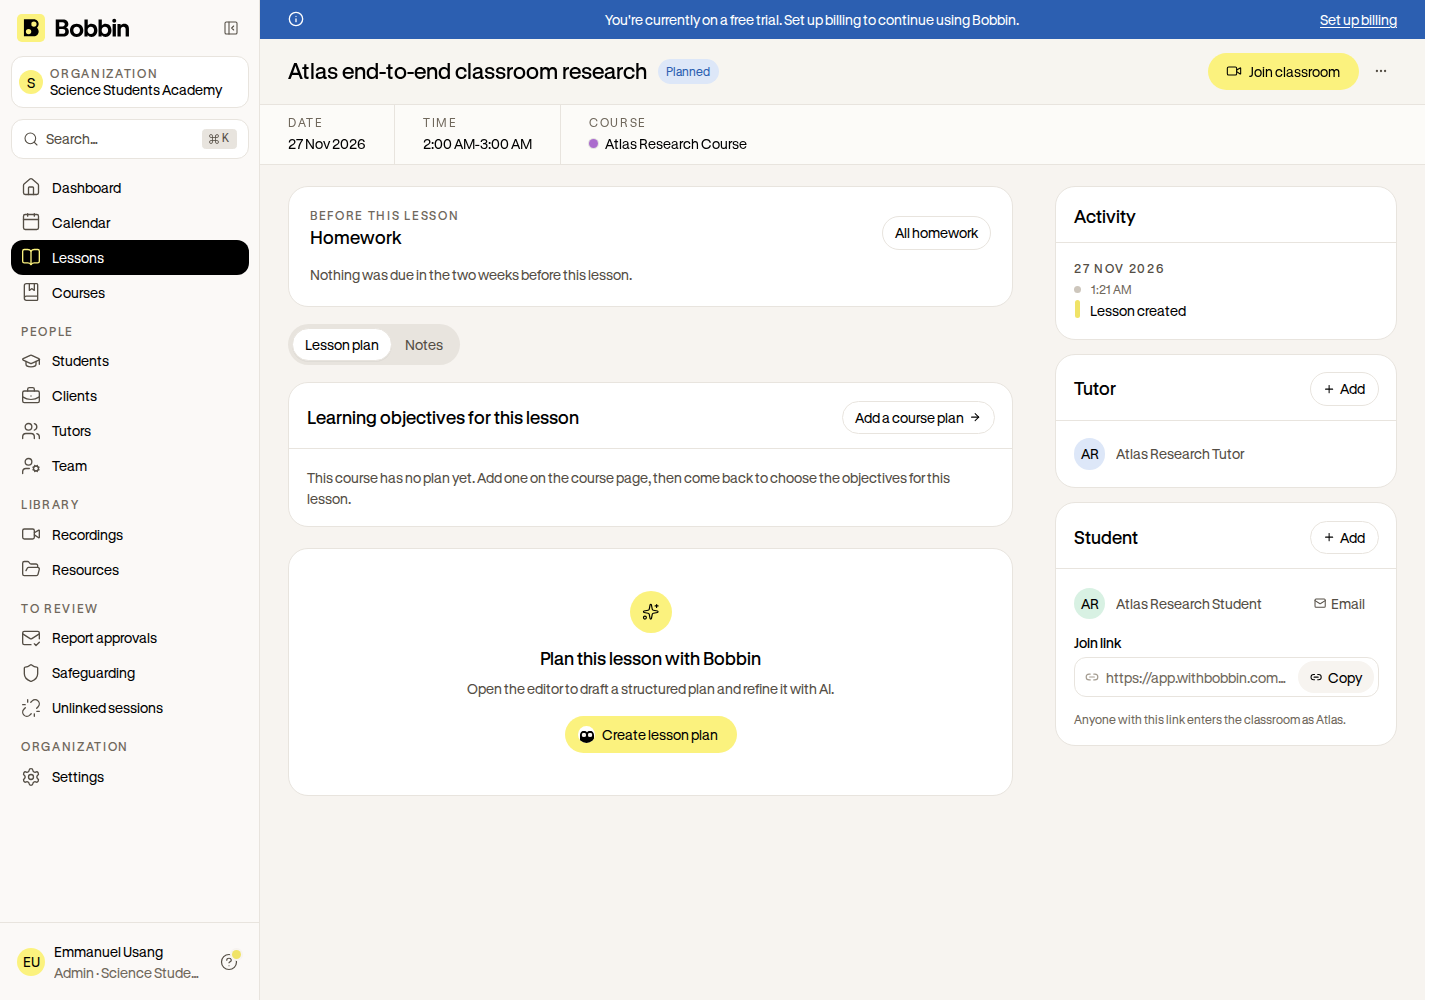 Bobbin
ORGANIZATION
S
Science Students Academy
Search...
⌘ K
Dashboard
Calendar
Lessons
Courses
PEOPLE
Students
Clients
Tutors
Team
LIBRARY
Recordings
Resources
TO REVIEW
Report approvals
Safeguarding
Unlinked sessions
ORGANIZATION
Settings
EU
Emmanuel Usang
Admin · Science Stude...
You're currently on a free trial. Set up billing to continue using Bobbin.
Set up billing
Atlas end-to-end classroom research
Planned
Join classroom
DATE
27 Nov 2026
TIME
2:00 AM-3:00 AM
COURSE
Atlas Research Course
BEFORE THIS LESSON
Homework
All homework
Nothing was due in the two weeks before this lesson.
Lesson plan
Notes
Learning objectives for this lesson
Add a course plan
This course has no plan yet. Add one on the course page, then come back to choose the objectives for this
lesson.
Plan this lesson with Bobbin
Open the editor to draft a structured plan and refine it with AI.
Create lesson plan
Activity
27 NOV 2026
1:21 AM
Lesson created
Tutor
+ Add
AR
Atlas Research Tutor
Student
+ Add
AR
Atlas Research Student
Email
Join link
https://app.withbobbin.com...
Copy
Anyone with this link enters the classroom as Atlas.